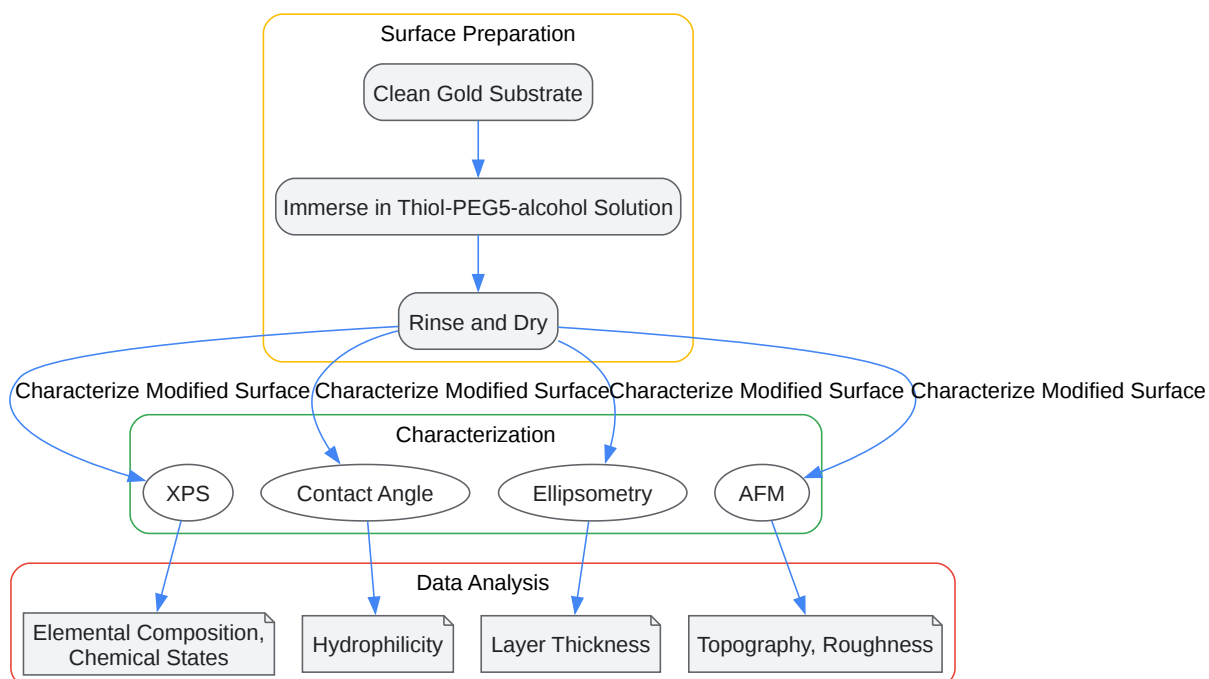 Surface Preparation
Clean Gold Substrate
Immerse in Thiol-PEG5-alcohol Solution
Rinse and Dry
Characterize Modified Surface
Characterize Modified Surface
Characterize Modified Surface
Characterize Modified Surface
Characterization
XPS
Contact Angle
Ellipsometry
AFM
Data Analysis
Elemental Composition,
Chemical States
Hydrophilicity
Layer Thickness
Topography, Roughness